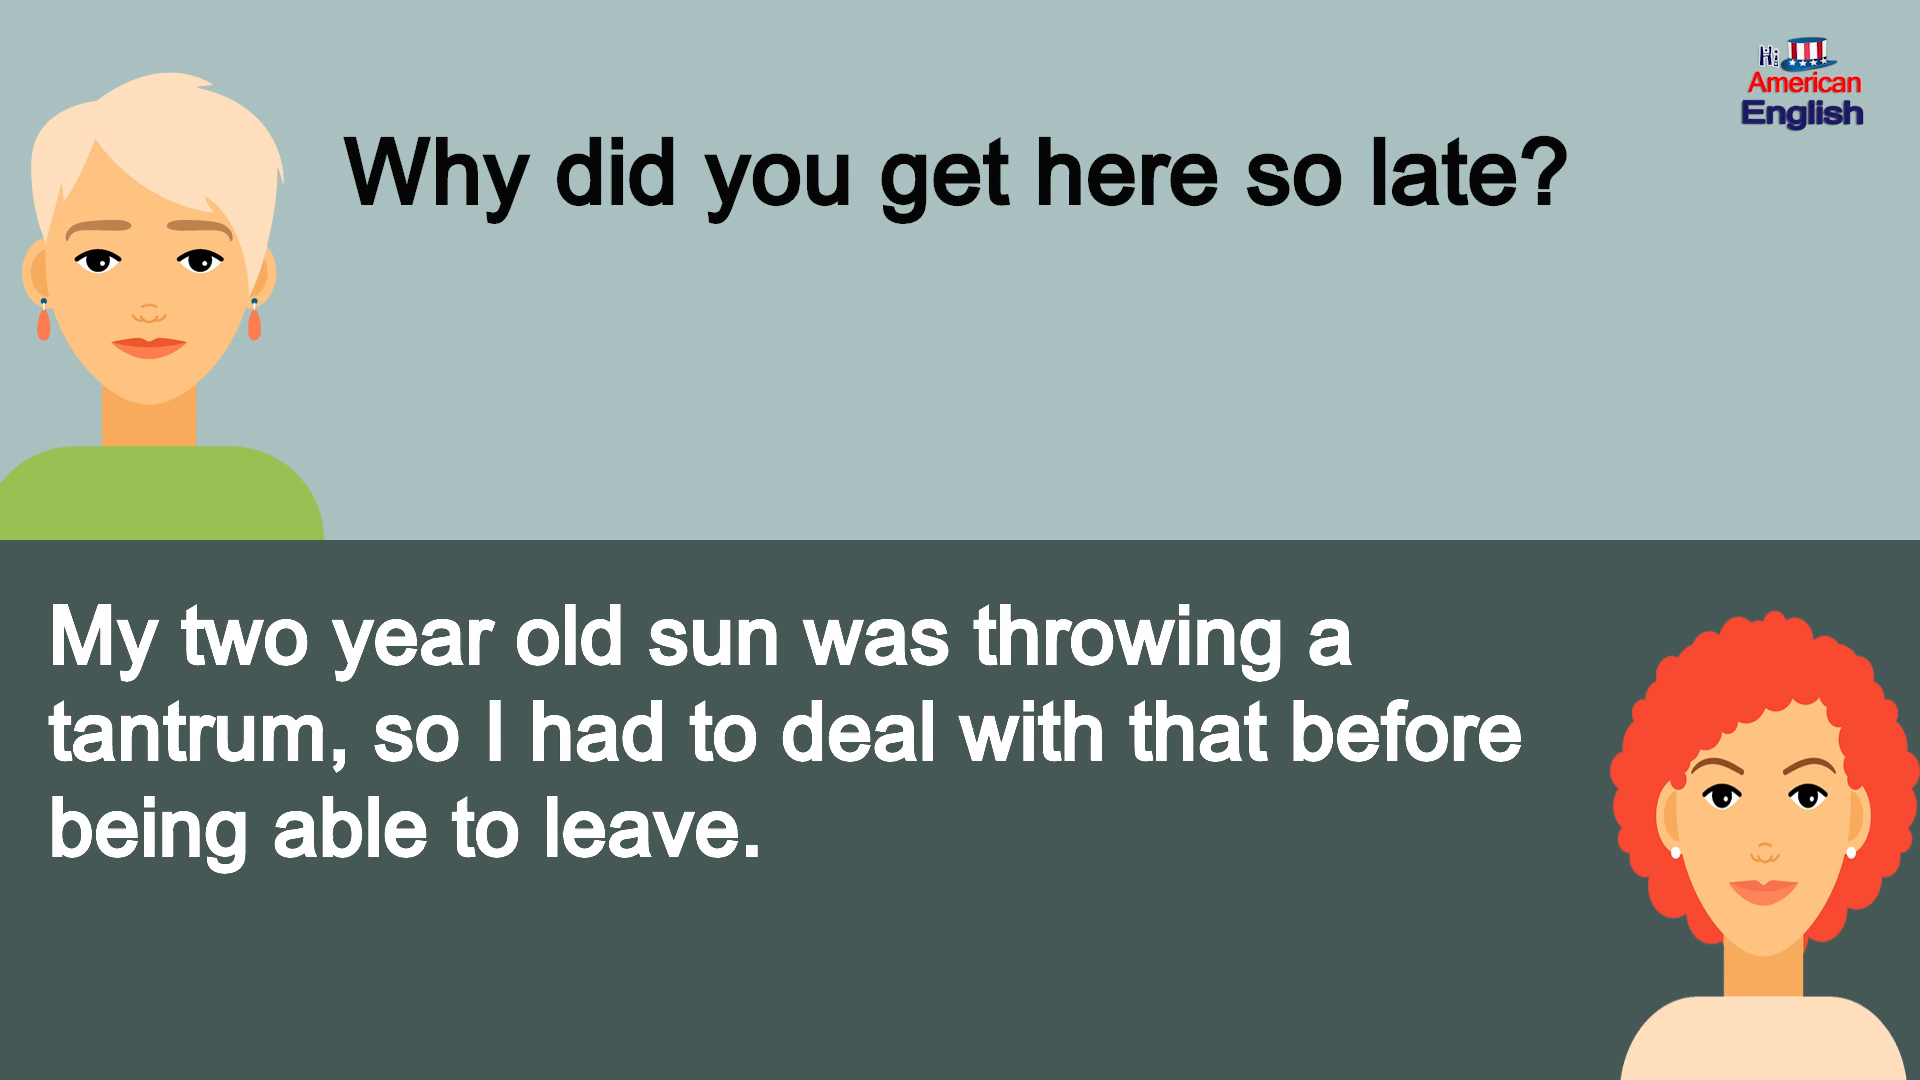 Hi
American
English
Why did you get here so late?
My two year old sun was throwing a
tantrum, so I had to deal with that before
being able to leave.